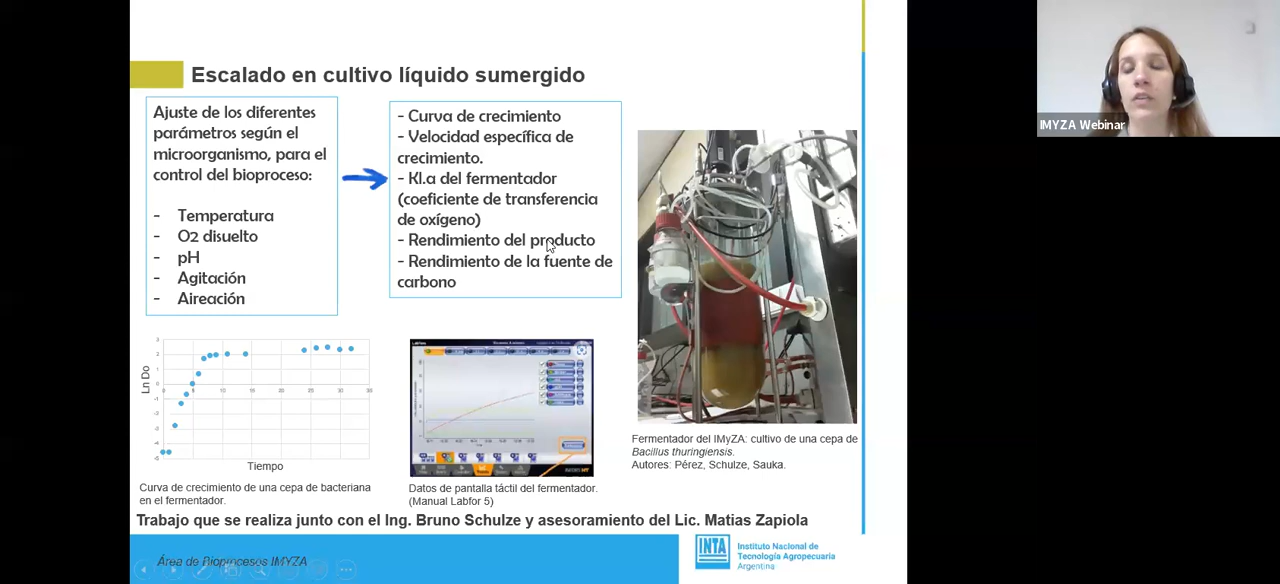 Escalado en cultivo líquido sumergido
Ajuste de los diferentes
parámetros según el
microorganismo, para el
control del bioproceso:
- Temperatura
- O2 disuelto
- pH
- Agitación
- Aireación
- Curva de crecimiento
- Velocidad específica de
crecimiento.
- Kl.a del fermentador
(coeficiente de transferencia
de oxígeno)
- Rendimiento del producto
- Rendimiento de la fuente de
carbono
IMYZA Webinar
Ln Do
Tiempo
Curva de crecimiento de una cepa de bacteriana
en el fermentador.
Datos de pantalla táctil del fermentador.
(Manual Labfor 5)
Fermentador del IMyZA: cultivo de una cepa de
Bacillus thuringiensis.
Autores: Pérez, Schulze, Sauka.
Trabajo que se realiza junto con el Ing. Bruno Schulze y asesoramiento del Lic. Matias Zapiola
Área de Bioprocesos IMYZA
INTA
Instituto Nacional de
Tecnología Agropecuaria
Argentina